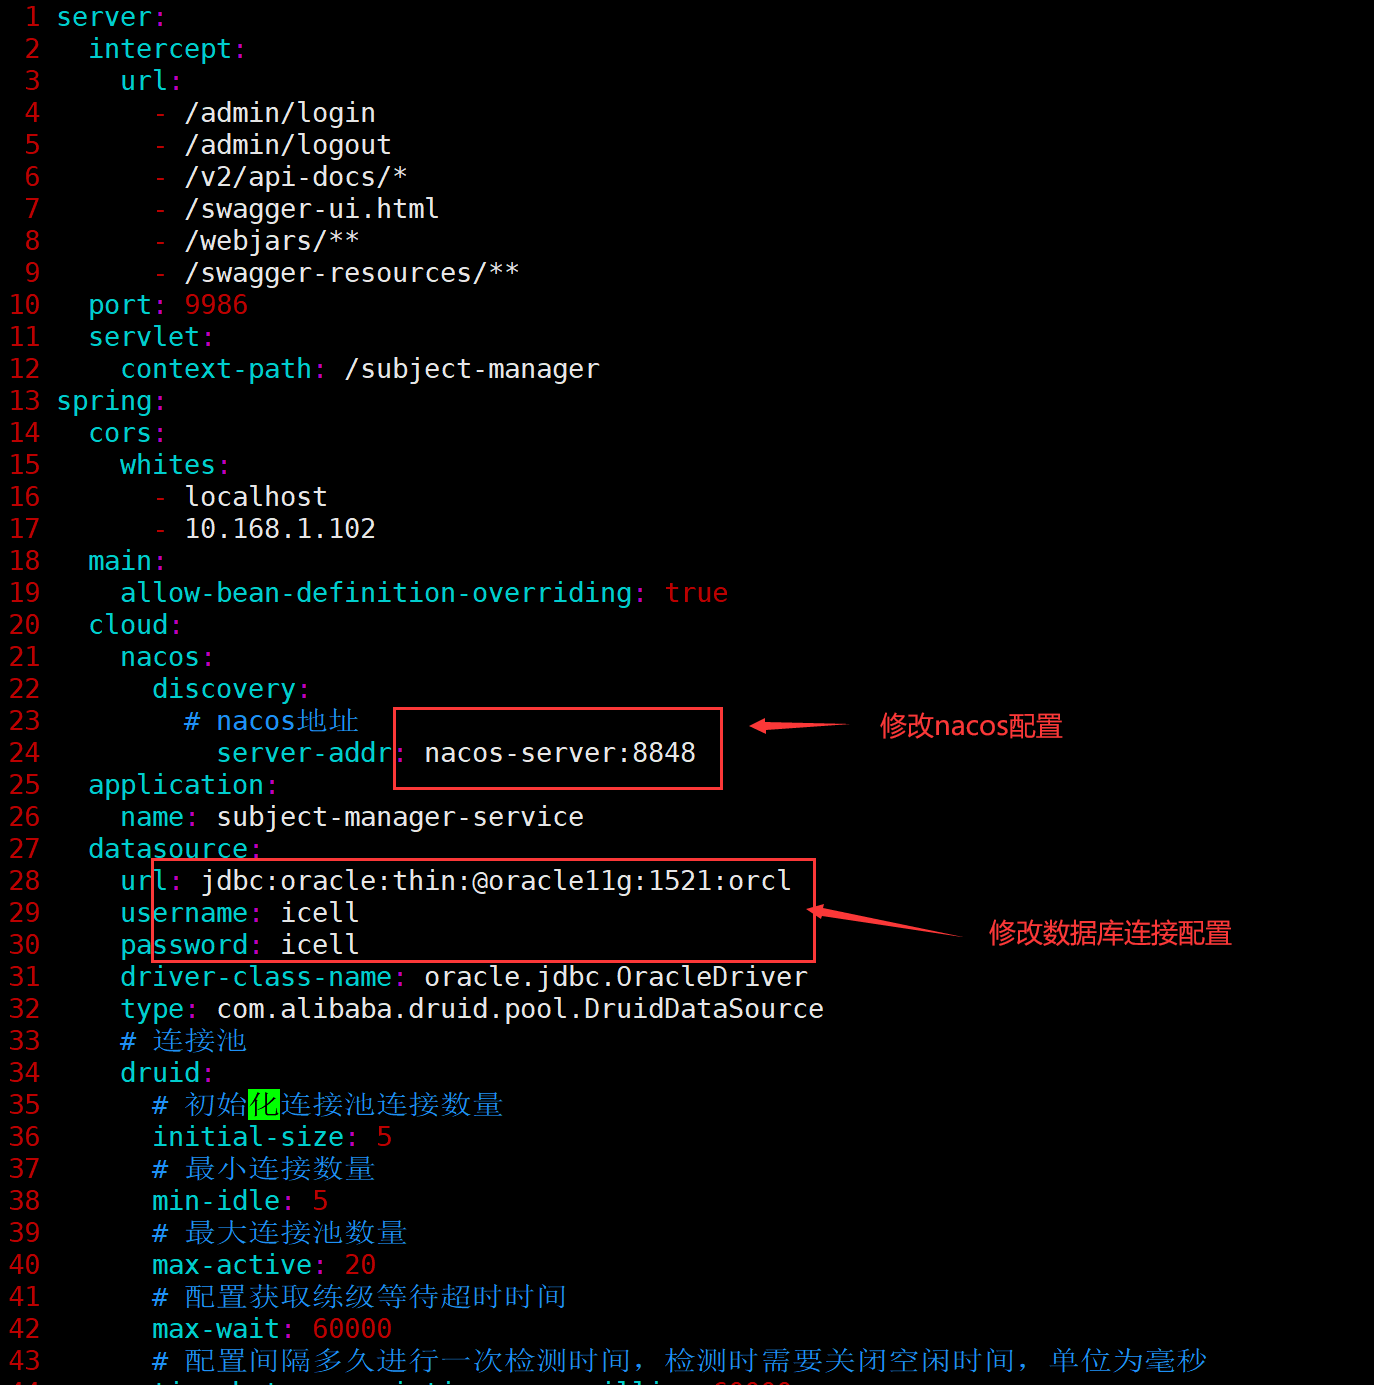 1 server:
2   intercept:
3     url:
4       - /admin/login
5       - /admin/logout
6       - /v2/api-docs/*
7       - /swagger-ui.html
8       - /webjars/**
9       - /swagger-resources/**
10   port: 9986
11   servlet:
12     context-path: /subject-manager
13 spring:
14   cors:
15     whites:
16       - localhost
17       - 10.168.1.102
18   main:
19     allow-bean-definition-overriding: true
20   cloud:
21     nacos:
22       discovery:
23         # nacos地址
修改nacos配置
24           server-addr: nacos-server:8848
25   application:
26     name: subject-manager-service
27   datasource:
28     url: jdbc:oracle:thin:@oracle11g:1521:orcl
29     username: icell
修改数据库连接配置
30     password: icell
31     driver-class-name: oracle.jdbc.OracleDriver
32     type: com.alibaba.druid.pool.DruidDataSource
33     # 连接池
34     druid:
35       # 初始化连接池连接数量
36       initial-size: 5
37       # 最小连接数量
38       min-idle: 5
39       # 最大连接池数量
40       max-active: 20
41       # 配置获取练级等待超时时间
42       max-wait: 60000
43       # 配置间隔多久进行一次检测时间，检测时需要关闭空闲时间，单位为毫秒